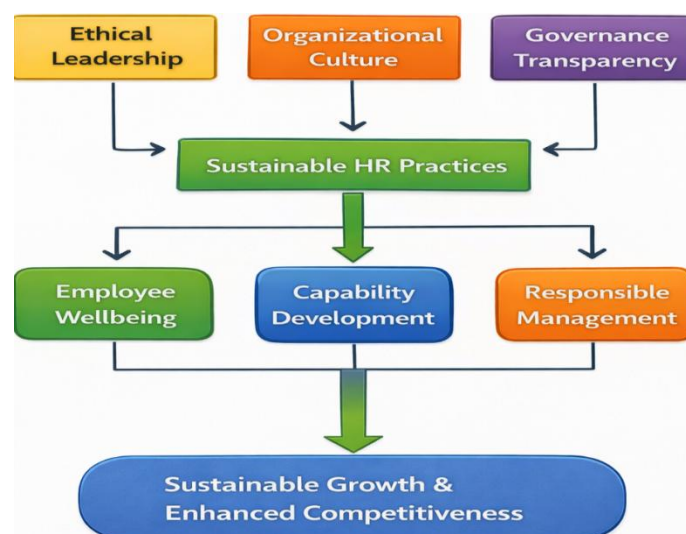 Ethical
Leadership
Organizational
Culture
Governance
Transparency
Sustainable HR Practices
Employee
Wellbeing
Capability
Development
Responsible
Management
Sustainable Growth &
Enhanced Competitiveness